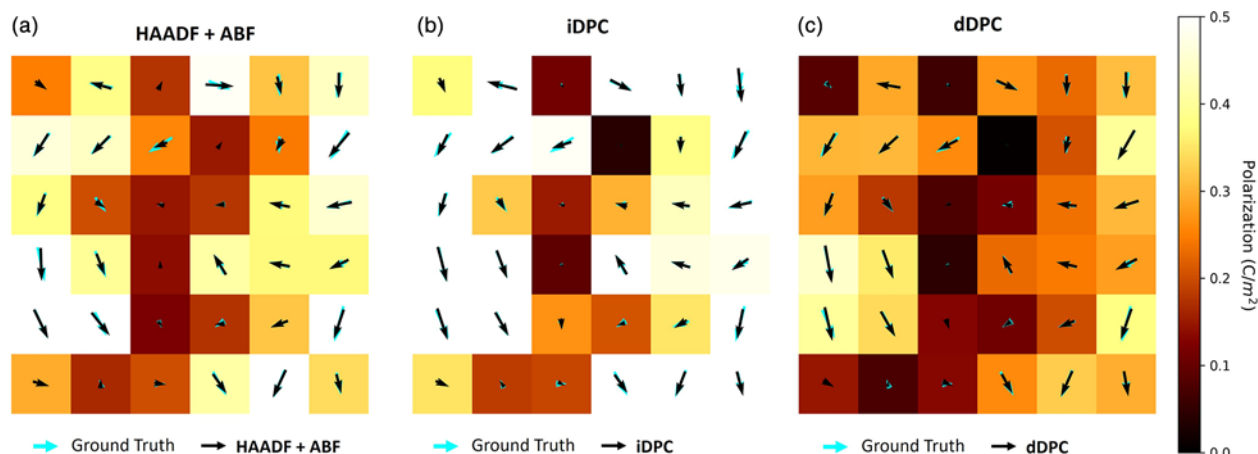 (a) HAADF + ABF
(b) iDPC
(c) dDPC
0.5
0.4
0.3
0.2
0.1
0.0
Polarization (C/m²)
Ground Truth HAADF + ABF
Ground Truth iDPC
Ground Truth dDPC